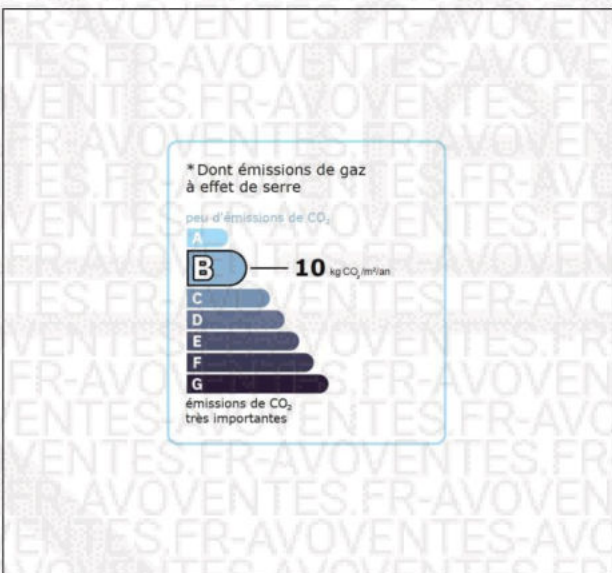 * Dont émissions de gaz
à effet de serre
peu d'émissions de CO₂
A
B 10 kg CO₂/m²/an
C
D
E
F
G
émissions de CO₂
très importantes